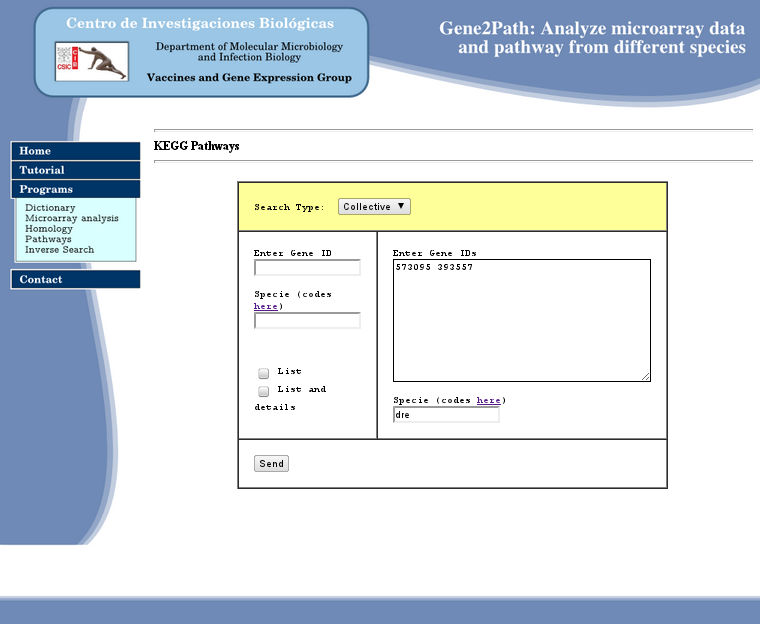 Centro de Investigaciones Biológicas
Gene2Path: Analyze microarray data
and pathway from different species
CSIC
CIB
Department of Molecular Microbiology
and Infection Biology
Vaccines and Gene Expression Group
Home
Tutorial
Programs
Dictionary
Microarray analysis
Homology
Pathways
Inverse Search
Contact
KEGG Pathways
Search Type: Collective ▼
Enter Gene ID
Specie (codes
here)
List
List and
details
Enter Gene IDs
573095 393557
Specie (codes here)
dre
Send